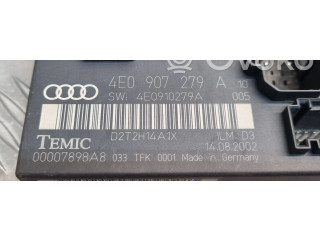 4E0 907 279 A 10
SW: 4E0910279A 005
D2T2H14A1X ILM D3
TEMIC 14.08.2002
00007898A8 033 TFK 0001 Made in Germany